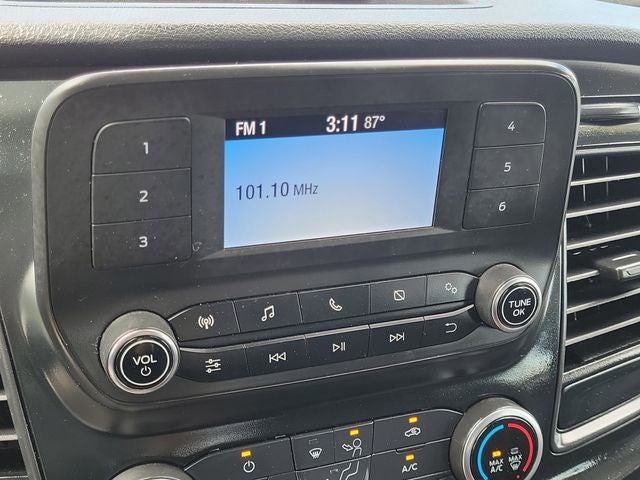 FM 1 3:11 87°
101.10 MHz
1
2
3
4
5
6
VOL
TUNE
OK
A/C
MAX
A/C
MAX